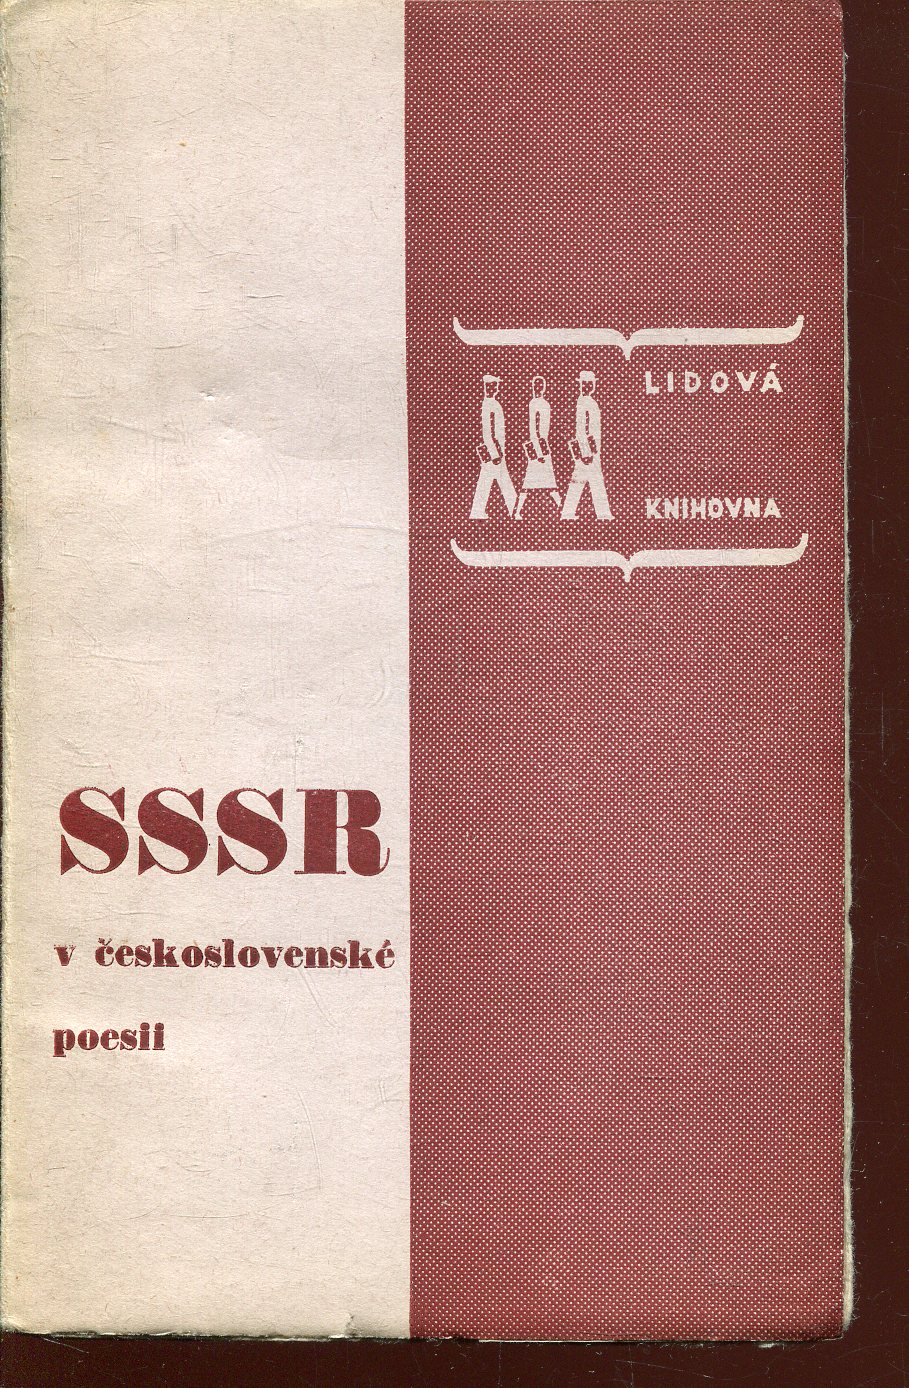 LIDOVÁ
KNIHOVNA
SSSR
v československé
poesii